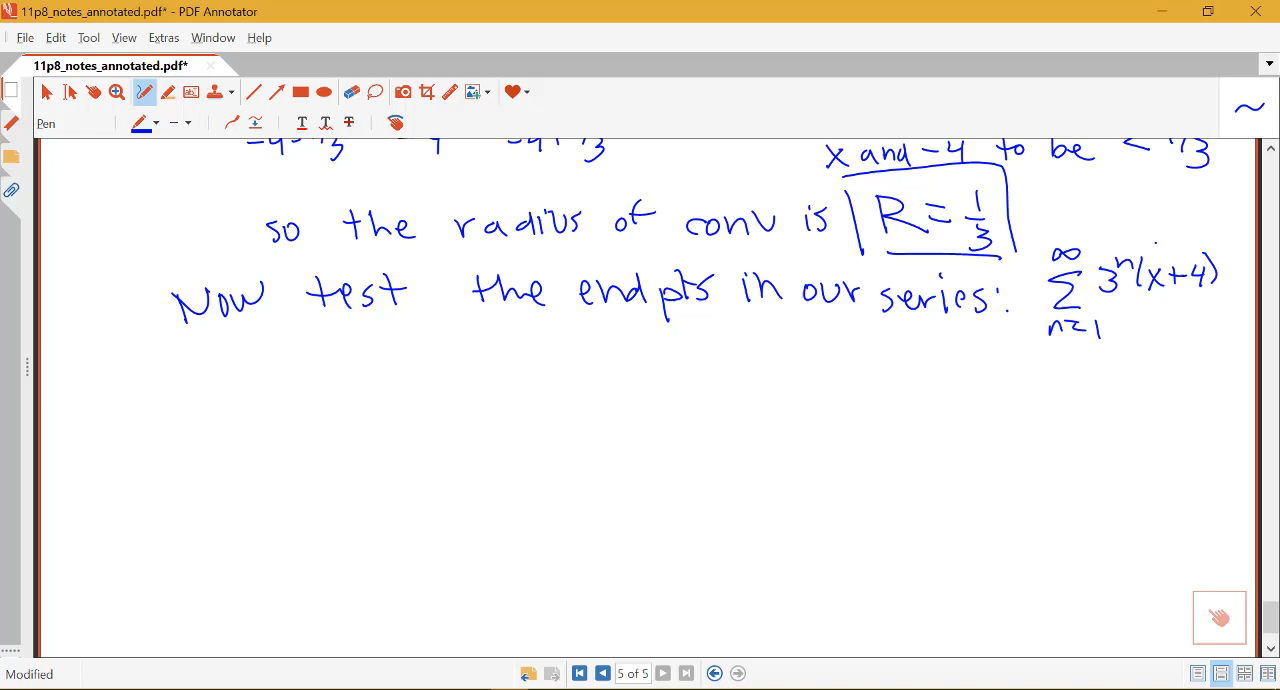 11p8_notes_annotated.pdf* - PDF Annotator
File Edit Tool View Extras Window Help
11p8_notes_annotated.pdf*
Pen
x and -4 to be < 1/3
so the radius of conv is R = 1/3
Now test the endpts in our series: ∑ n=1 ∞ 3^n(x+4)
Modified
5 of 5